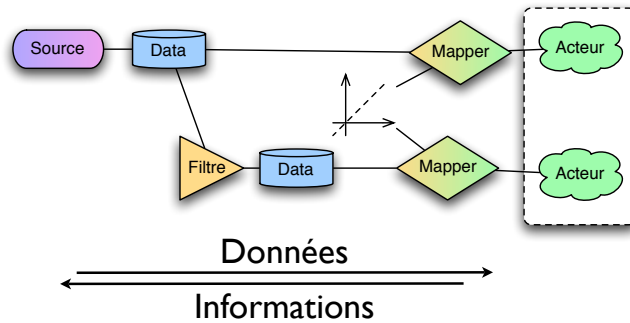 Source
Data
Mapper
Acteur
Filtre
Data
Mapper
Acteur
Données
Informations